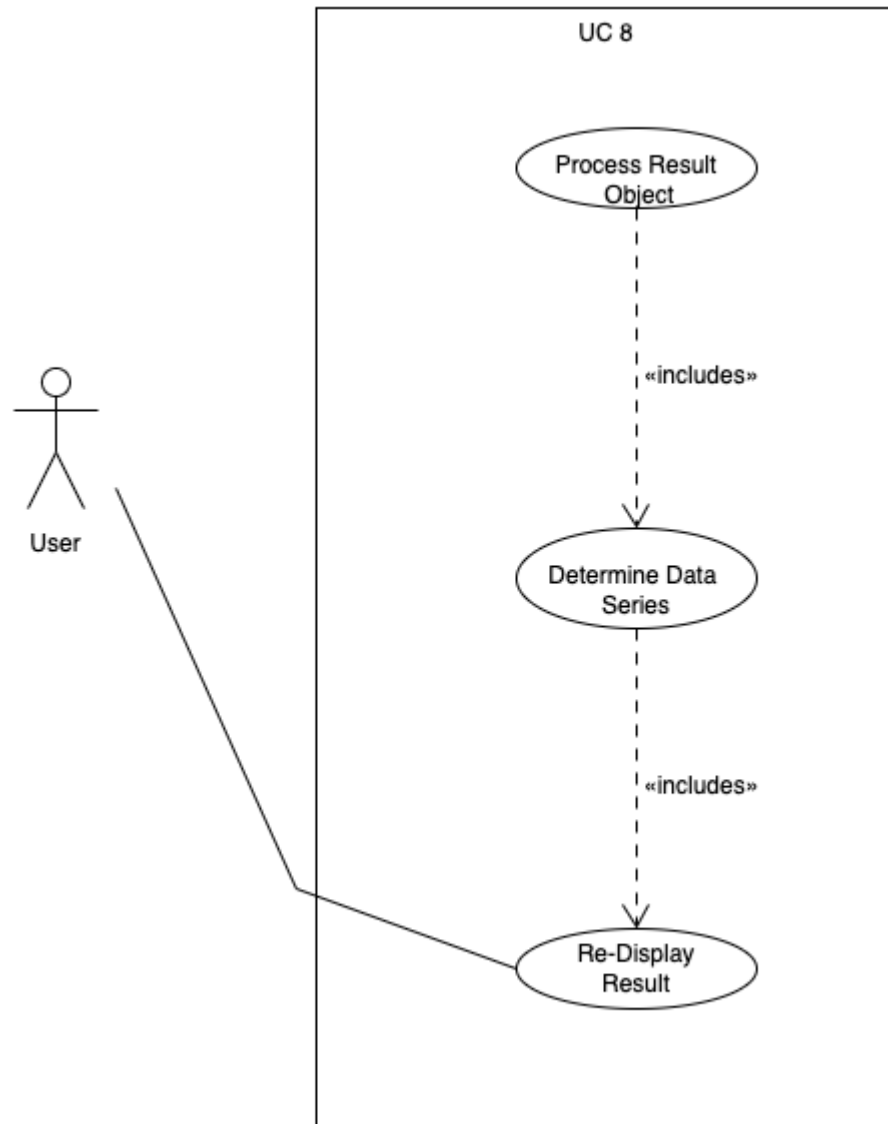 UC 8
Process Result
Object
«includes»
User
Determine Data
Series
«includes»
Re-Display
Result